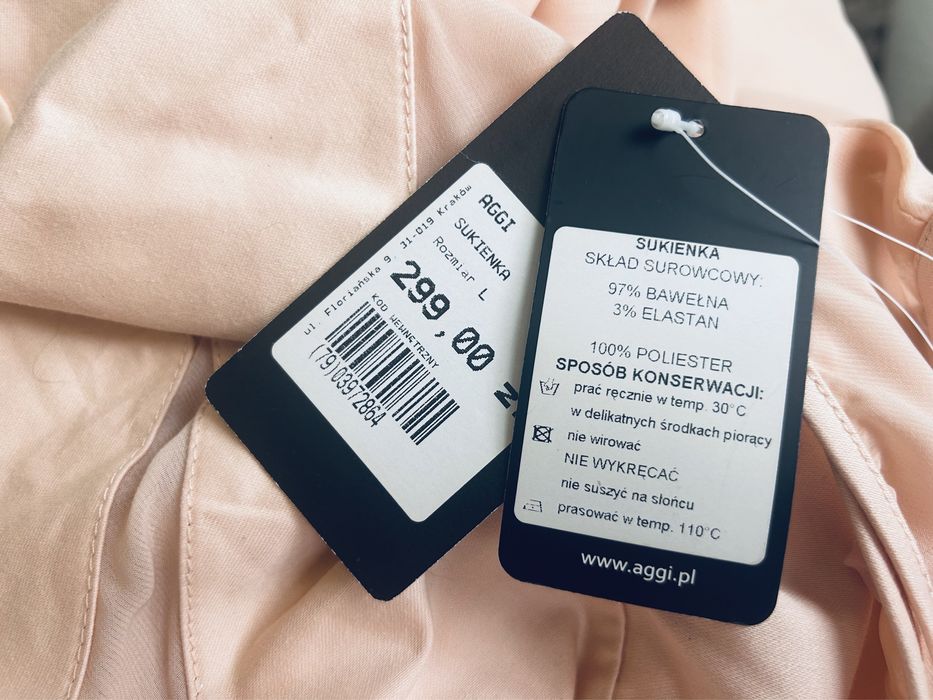 AGGI
SUKIENKA
Rozmiar L
299,00 z
KOD WEWNĘTRZNY
(79)03972864
ul. Floriańska 9 31-019 Kraków
SUKIENKA
SKŁAD SUROWCOWY:
97% BAWEŁNA
3% ELASTAN
100% POLIESTER
SPOSÓB KONSERWACJI:
prać ręcznie w temp. 30°C
w delikatnych środkach piorący
nie wirować
NIE WYKRĘCAĆ
nie suszyć na słońcu
prasować w temp. 110°C
www.aggi.pl